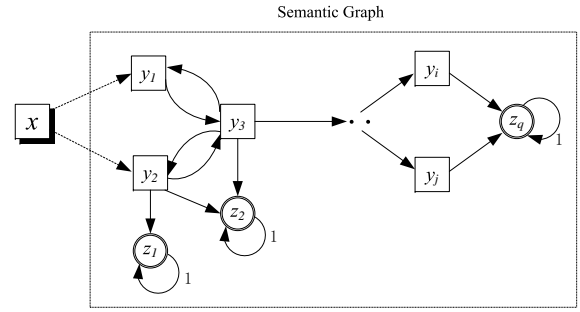 Semantic Graph
y1
yi
x
y3
. .
zq
1
y2
yj
z2
1
z1
1